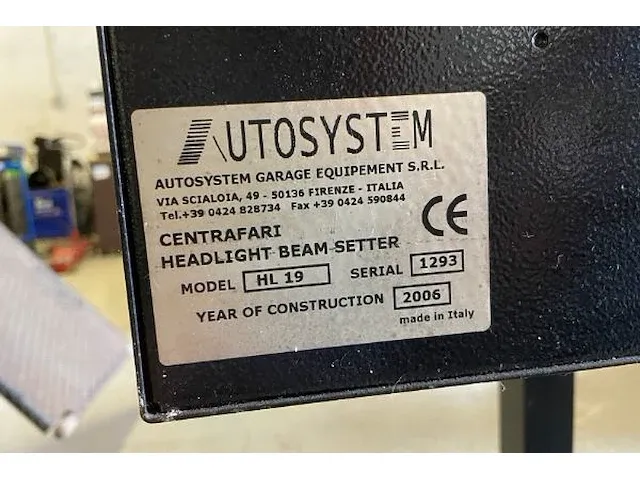 AUTOSYSTEM
AUTOSYSTEM GARAGE EQUIPEMENT S.R.L.
VIA SCIALOIA, 49 - 50136 FIRENZE - ITALIA
Tel.+39 0424 828734 Fax +39 0424 590844
CE
CENTRAFARI
HEADLIGHT BEAM SETTER
MODEL HL 19 SERIAL 1293
YEAR OF CONSTRUCTION 2006
made in Italy